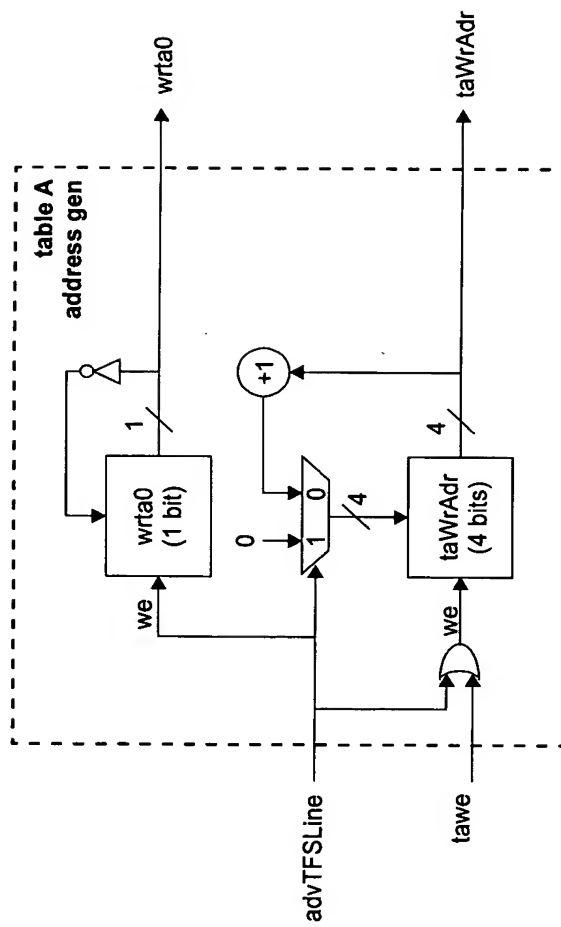 table A
address gen
wrta0
1
we
wrta0
(1 bit)
0
+1
1 0
4
advTFSLine
we
taWrAdr
(4 bits)
4
taWrAdr
tawe